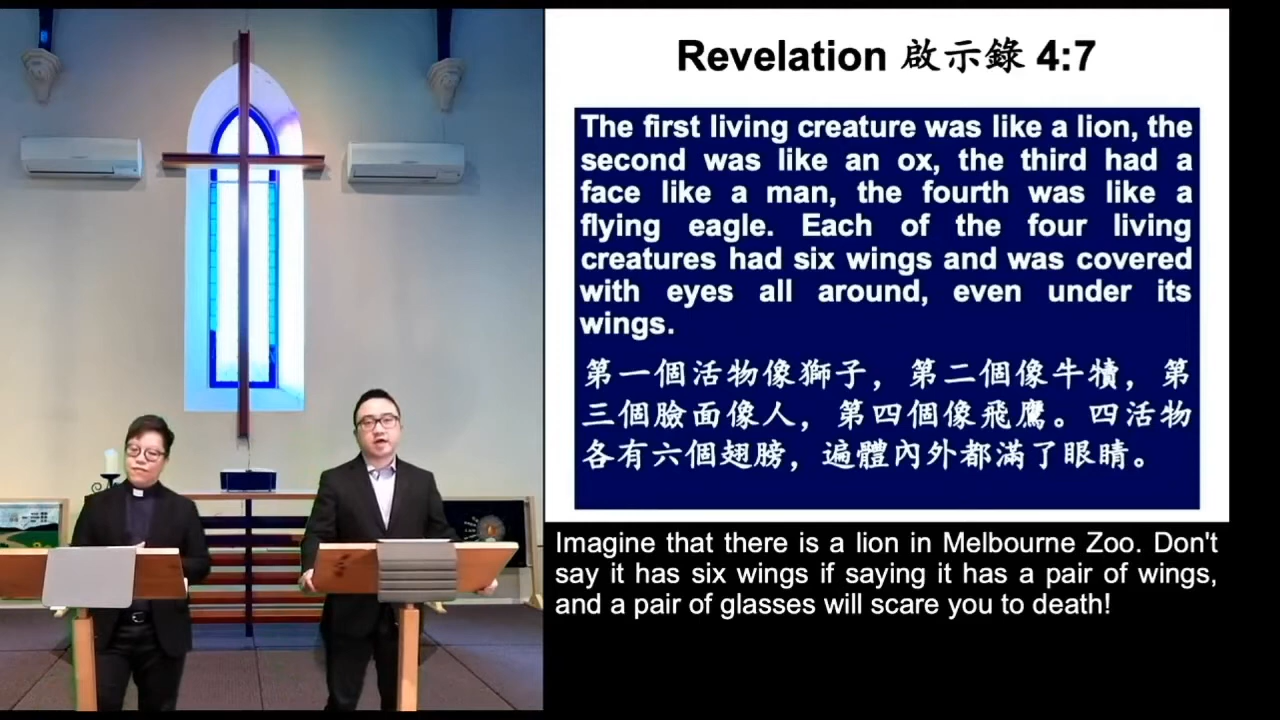 Revelation 啟示錄 4:7
The first living creature was like a lion, the
second was like an ox, the third had a
face like a man, the fourth was like a
flying eagle. Each of the four living
creatures had six wings and was covered
with eyes all around, even under its
wings.
第一個活物像獅子，第二個像牛犢，第
三個臉面像人，第四個像飛鷹。四活物
各有六個翅膀，遍體內外都滿了眼睛。
Imagine that there is a lion in Melbourne Zoo. Don't
say it has six wings if saying it has a pair of wings,
and a pair of glasses will scare you to death!